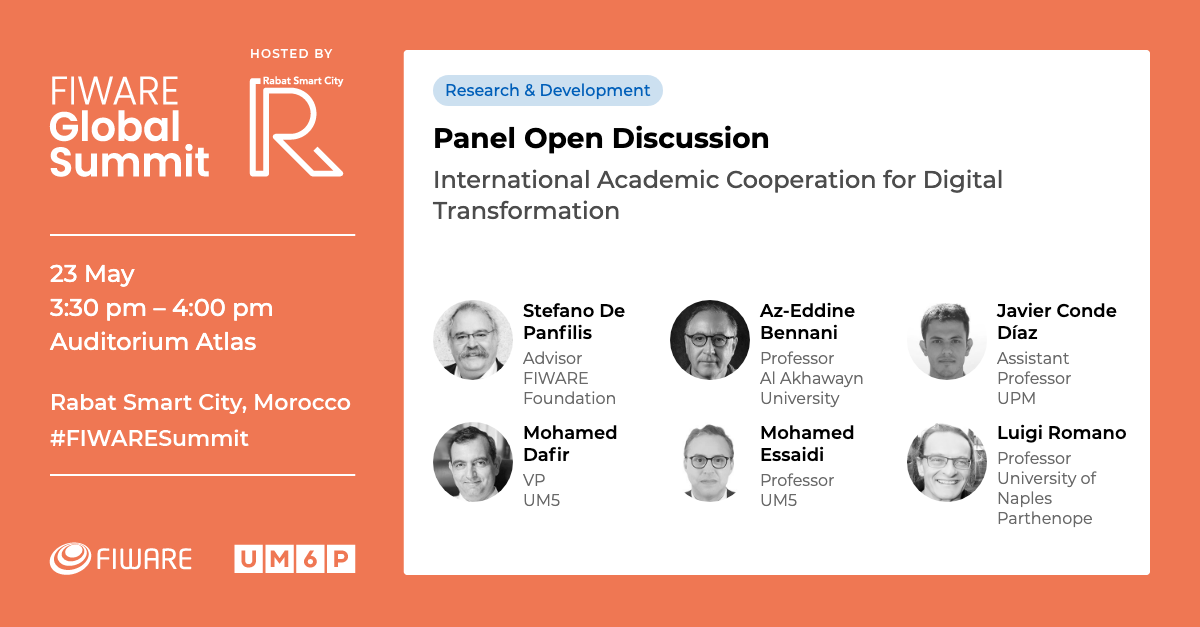 HOSTED BY
FIWARE
Global
Summit
Rabat Smart City
R
23 May
3:30 pm – 4:00 pm
Auditorium Atlas
Rabat Smart City, Morocco
#FIWARESummit
FIWARE
UM6P
Research & Development
Panel Open Discussion
International Academic Cooperation for Digital
Transformation
Stefano De
Panfilis
Advisor
FIWARE
Foundation
Az-Eddine
Bennani
Professor
Al Akhawayn
University
Javier Conde
Díaz
Assistant
Professor
UPM
Mohamed
Dafir
VP
UM5
Mohamed
Essaidi
Professor
UM5
Luigi Romano
Professor
University of
Naples
Parthenope